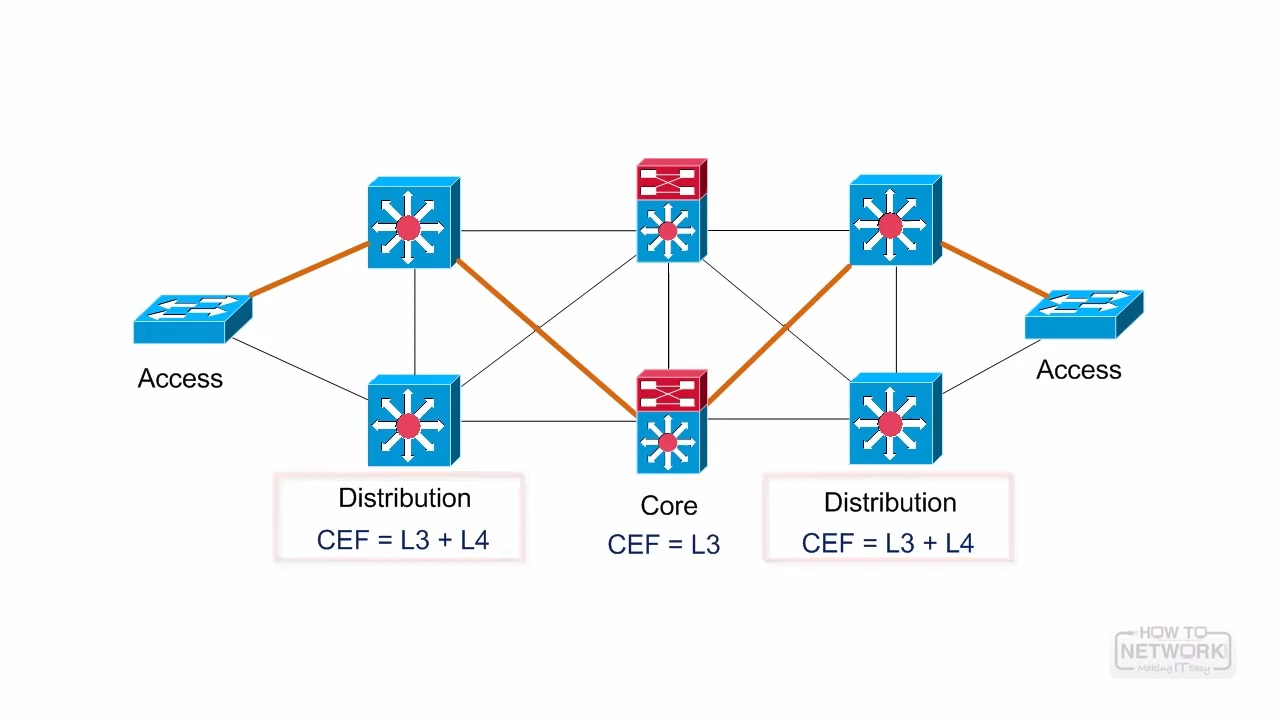 Access
Access
Distribution
CEF = L3 + L4
Core
CEF = L3
Distribution
CEF = L3 + L4
HOW TO
NETWORK
Making IT Easy